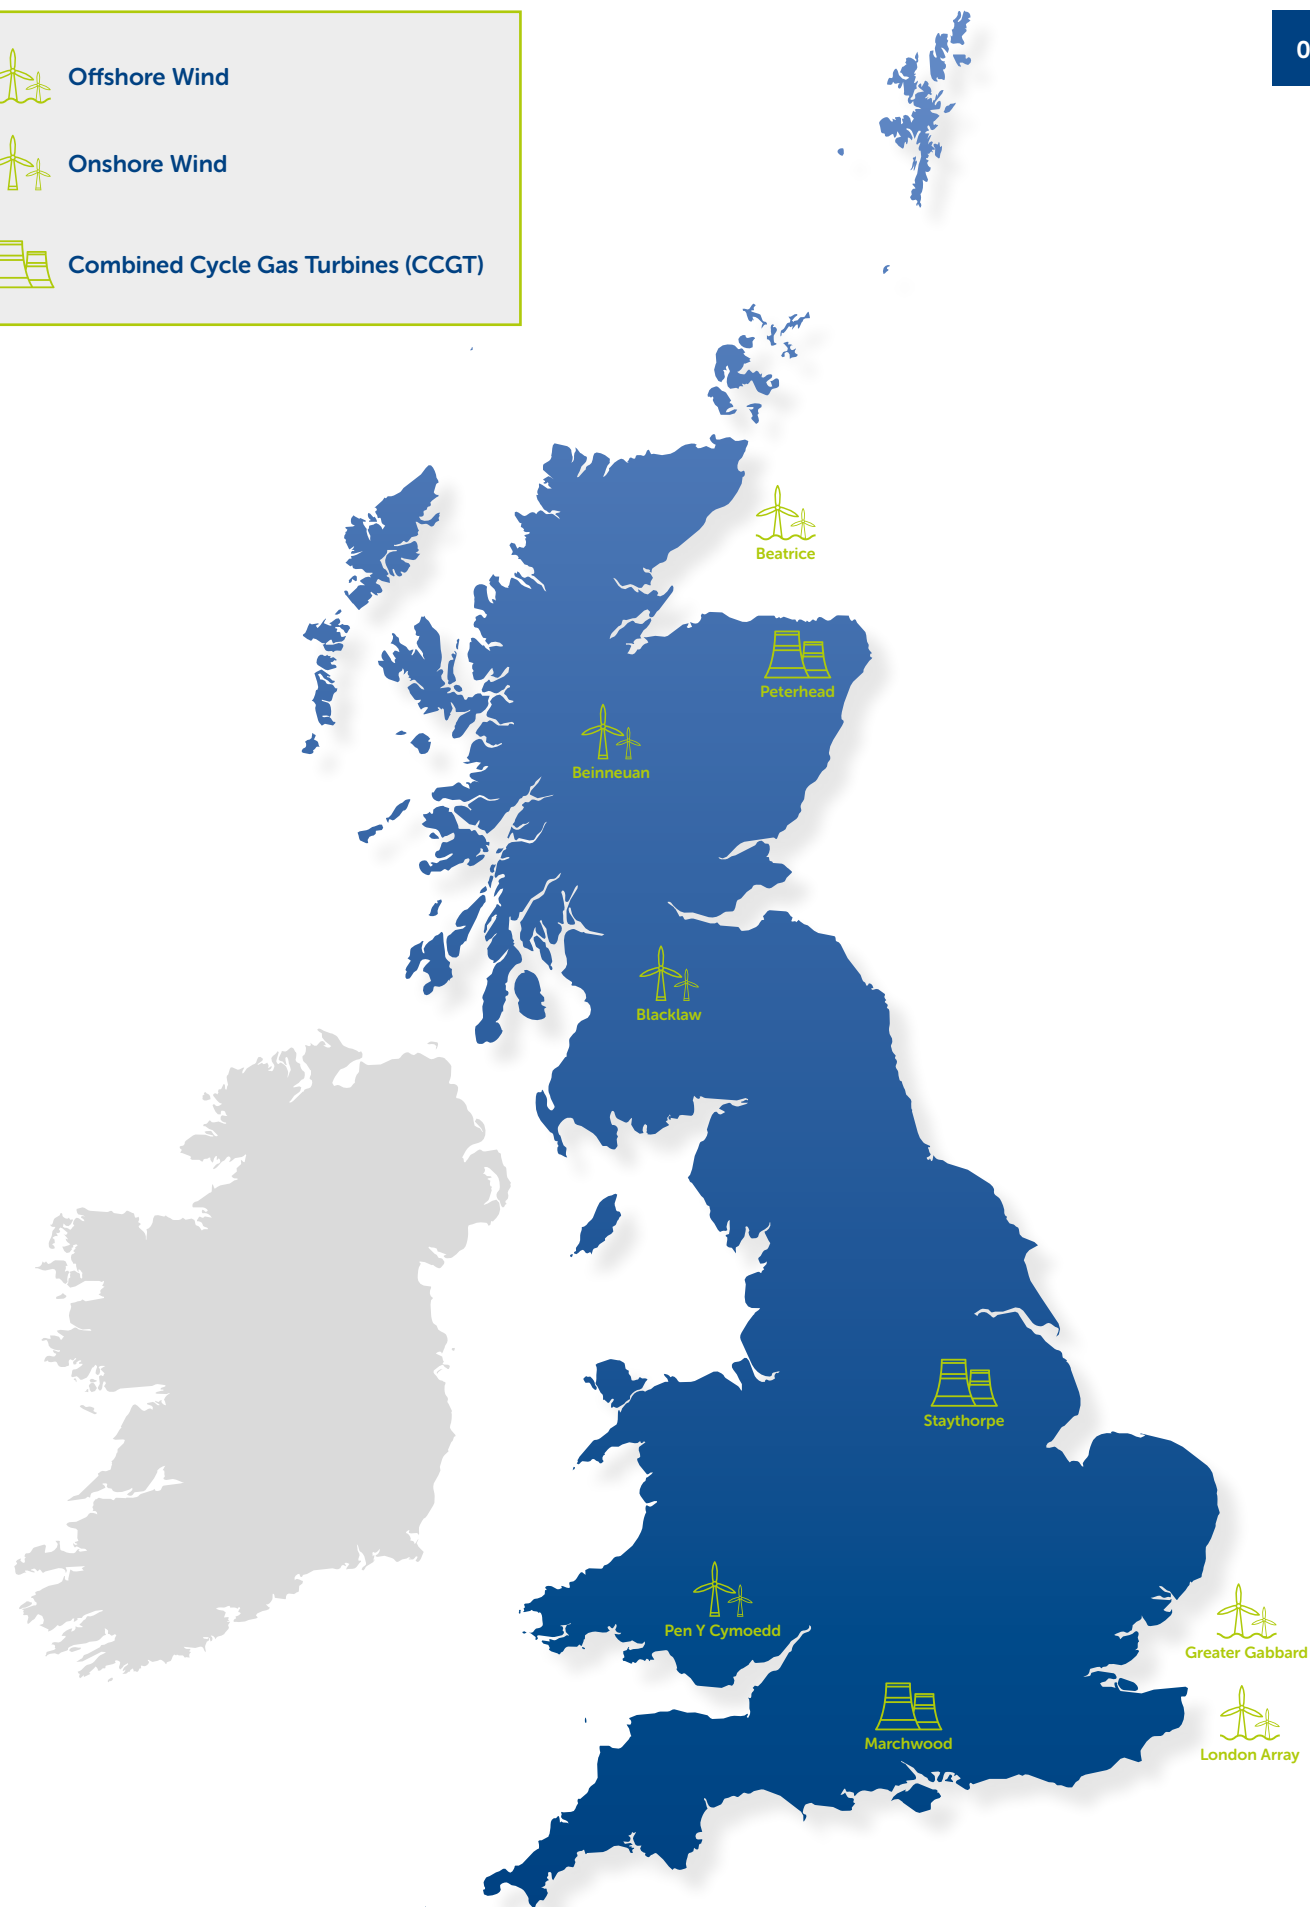 Offshore Wind
Onshore Wind
Combined Cycle Gas Turbines (CCGT)
0
Beatrice
Peterhead
Beinneuan
Blacklaw
Staythorpe
Pen Y Cymoedd
Greater Gabbard
Marchwood
London Array